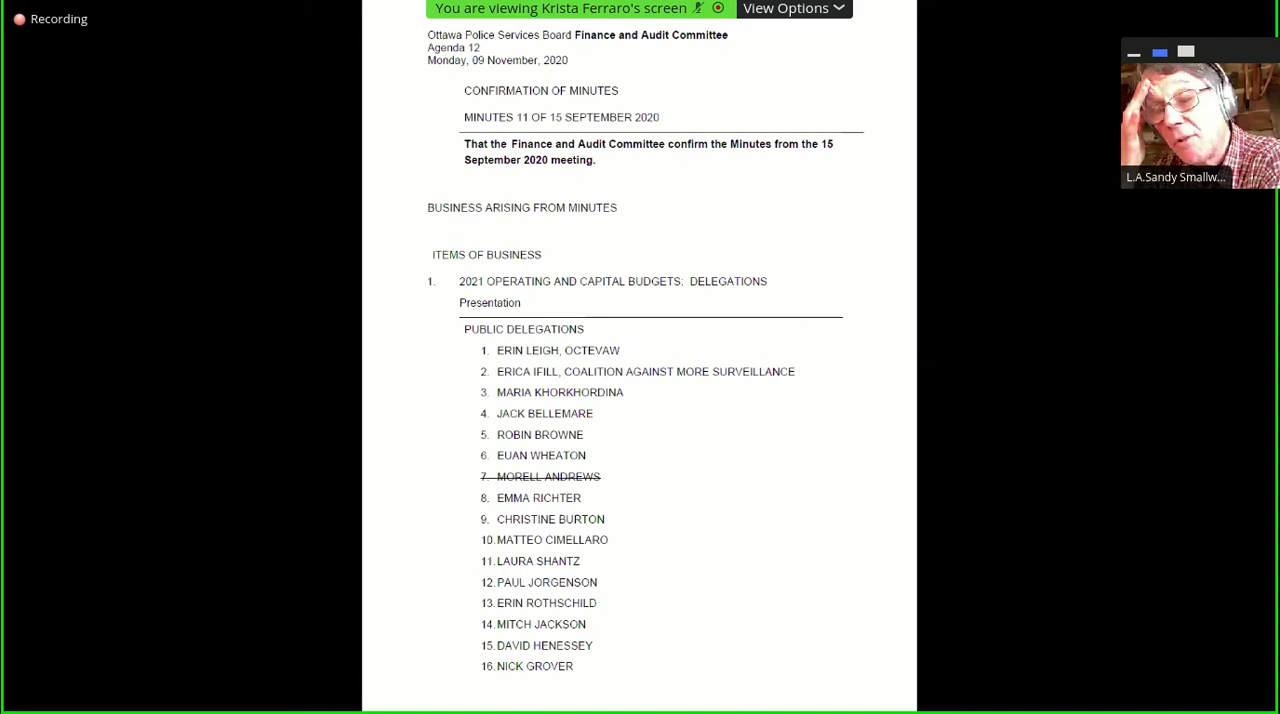 Recording
You are viewing Krista Ferraro's screen
View Options
Ottawa Police Services Board Finance and Audit Committee
Agenda 12
Monday, 09 November, 2020
CONFIRMATION OF MINUTES
MINUTES 11 OF 15 SEPTEMBER 2020
That the Finance and Audit Committee confirm the Minutes from the 15
September 2020 meeting.
BUSINESS ARISING FROM MINUTES
ITEMS OF BUSINESS
1. 2021 OPERATING AND CAPITAL BUDGETS: DELEGATIONS
Presentation
PUBLIC DELEGATIONS
1. ERIN LEIGH, OCTEVAW
2. ERICA IFILL, COALITION AGAINST MORE SURVEILLANCE
3. MARIA KHORKHORDINA
4. JACK BELLEMARE
5. ROBIN BROWNE
6. EUAN WHEATON
7. MORELL ANDREWS
8. EMMA RICHTER
9. CHRISTINE BURTON
10. MATTEO CIMELLARO
11. LAURA SHANTZ
12. PAUL JORGENSON
13. ERIN ROTHSCHILD
14. MITCH JACKSON
15. DAVID HENESSEY
16. NICK GROVER
L.A.Sandy Smallw...